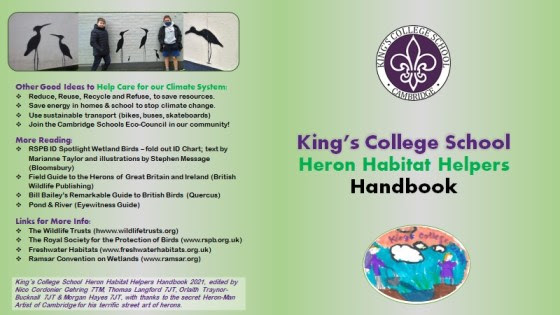 Other Good Ideas to Help Care for our Climate System:
❖ Reduce, Reuse, Recycle and Refuse, to save resources.
❖ Save energy in homes & school to stop climate change.
❖ Use sustainable transport (bikes, buses, skateboards)
❖ Join the Cambridge Schools Eco-Council in our community!
More Reading:
❖ RSPB ID Spotlight Wetland Birds – fold out ID Chart; text by
Marianne Taylor and illustrations by Stephen Message
(Bloomsbury)
❖ Field Guide to the Herons of Great Britain and Ireland (British
Wildlife Publishing)
❖ Bill Bailey's Remarkable Guide to British Birds (Quercus)
❖ Pond & River (Eyewitness Guide)
Links for More Info:
❖ The Wildlife Trusts (hwww.wildlifetrusts.org)
❖ The Royal Society for the Protection of Birds (www.rspb.org.uk)
❖ Freshwater Habitats (www.freshwaterhabitats.org.uk)
❖ Ramsar Convention on Wetlands (www.ramsar.org)
King's College School Heron Habitat Helpers Handbook 2021, edited by
Nico Cordonier Gehring 7TM, Thomas Langford 7JT, Orlaith Traynor-
Bucknall 7JT & Morgan Hayes 7JT, with thanks to the secret Heron-Man
Artist of Cambridge for his terrific street art of herons.
KING'S COLLEGE SCHOOL
CAMBRIDGE
King's College School
Heron Habitat Helpers
Handbook
King's College